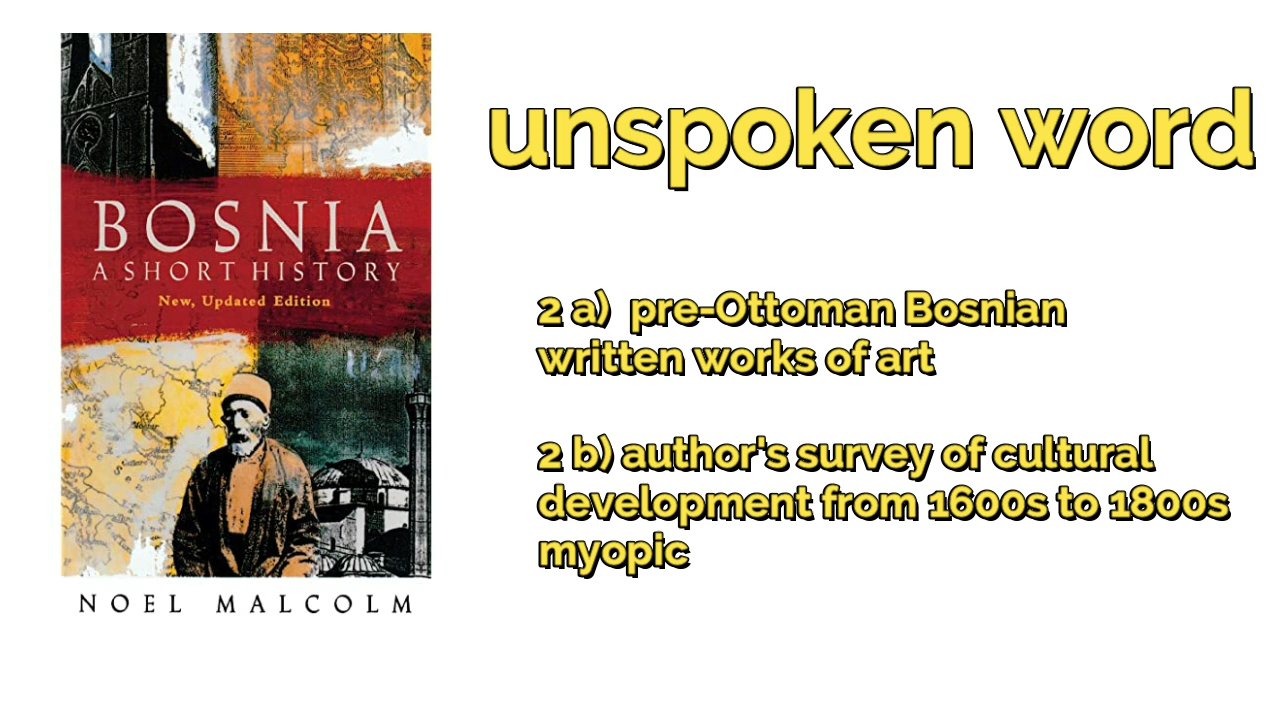 BOSNIA
A SHORT HISTORY
New, Updated Edition
NOEL MALCOLM
unspoken word
2 a)  pre-Ottoman Bosnian
written works of art
2 b) author's survey of cultural
development from 1600s to 1800s
myopic